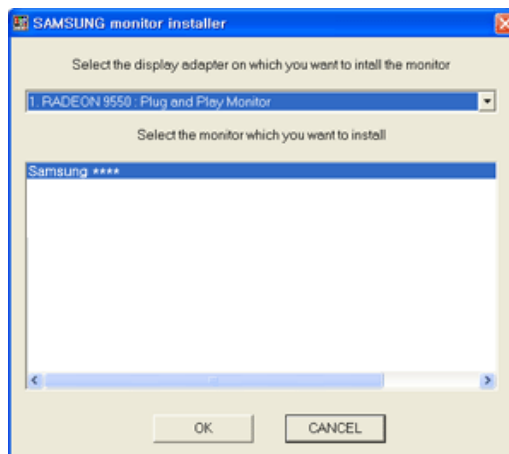 SAMSUNG monitor installer
Select the display adapter on which you want to intall the monitor
1. RADEON 9550 : Plug and Play Monitor
Select the monitor which you want to install
Samsung ****
OK
CANCEL